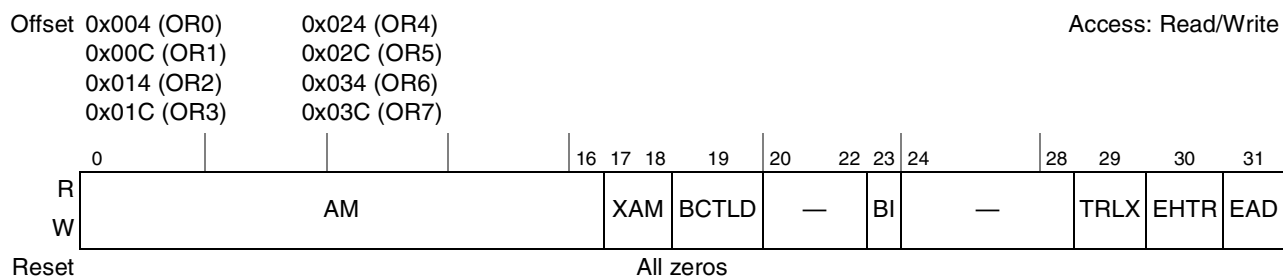 Offset 0x004 (OR0) 0x024 (OR4) Access: Read/Write
0x00C (OR1) 0x02C (OR5)
0x014 (OR2) 0x034 (OR6)
0x01C (OR3) 0x03C (OR7)
0 16 17 18 19 20 22 23 24 28 29 30 31
R
AM XAM BCTLD — BI — TRLX EHTR EAD
W
Reset All zeros